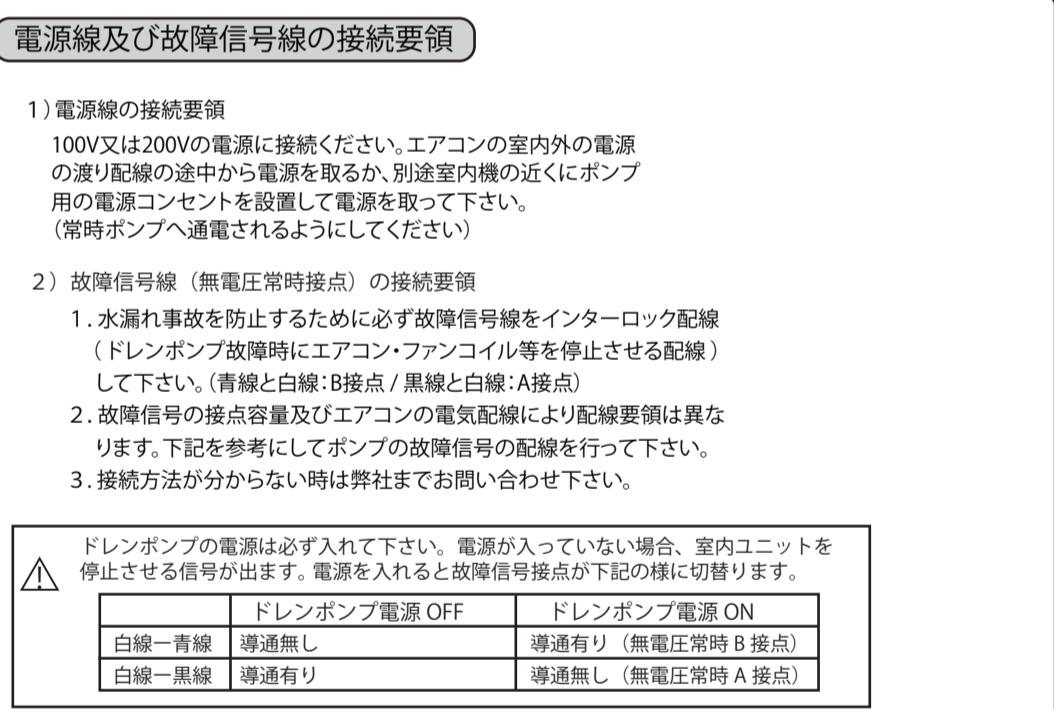 電源線及び故障信号線の接続要領
1)電源線の接続要領
100V又は200Vの電源に接続ください。エアコンの室内外の電源
の渡り配線の途中から電源を取るか、別途室内機の近くにポンプ
用の電源コンセントを設置して電源を取って下さい。
(常時ポンプへ通電されるようにしてください)
2)故障信号線(無電圧常時接点)の接続要領
1.水漏れ事故を防止するために必ず故障信号線をインターロック配線
(ドレンポンプ故障時にエアコン・ファンコイル等を停止させる配線)
して下さい。(青線と白線:B接点 / 黒線と白線:A接点)
2.故障信号の接点容量及びエアコンの電気配線により配線要領は異な
ります。下記を参考にしてポンプの故障信号の配線を行って下さい。
3.接続方法が分からない時は弊社までお問い合わせ下さい。
ドレンポンプの電源は必ず入れて下さい。電源が入っていない場合、室内ユニットを
停止させる信号が出ます。電源を入れると故障信号接点が下記の様に切替ります。
ドレンポンプ電源 OFF ドレンポンプ電源 ON
白線ー青線 導通無し 導通有り(無電圧常時 B 接点)
白線ー黒線 導通有り 導通無し(無電圧常時 A 接点)